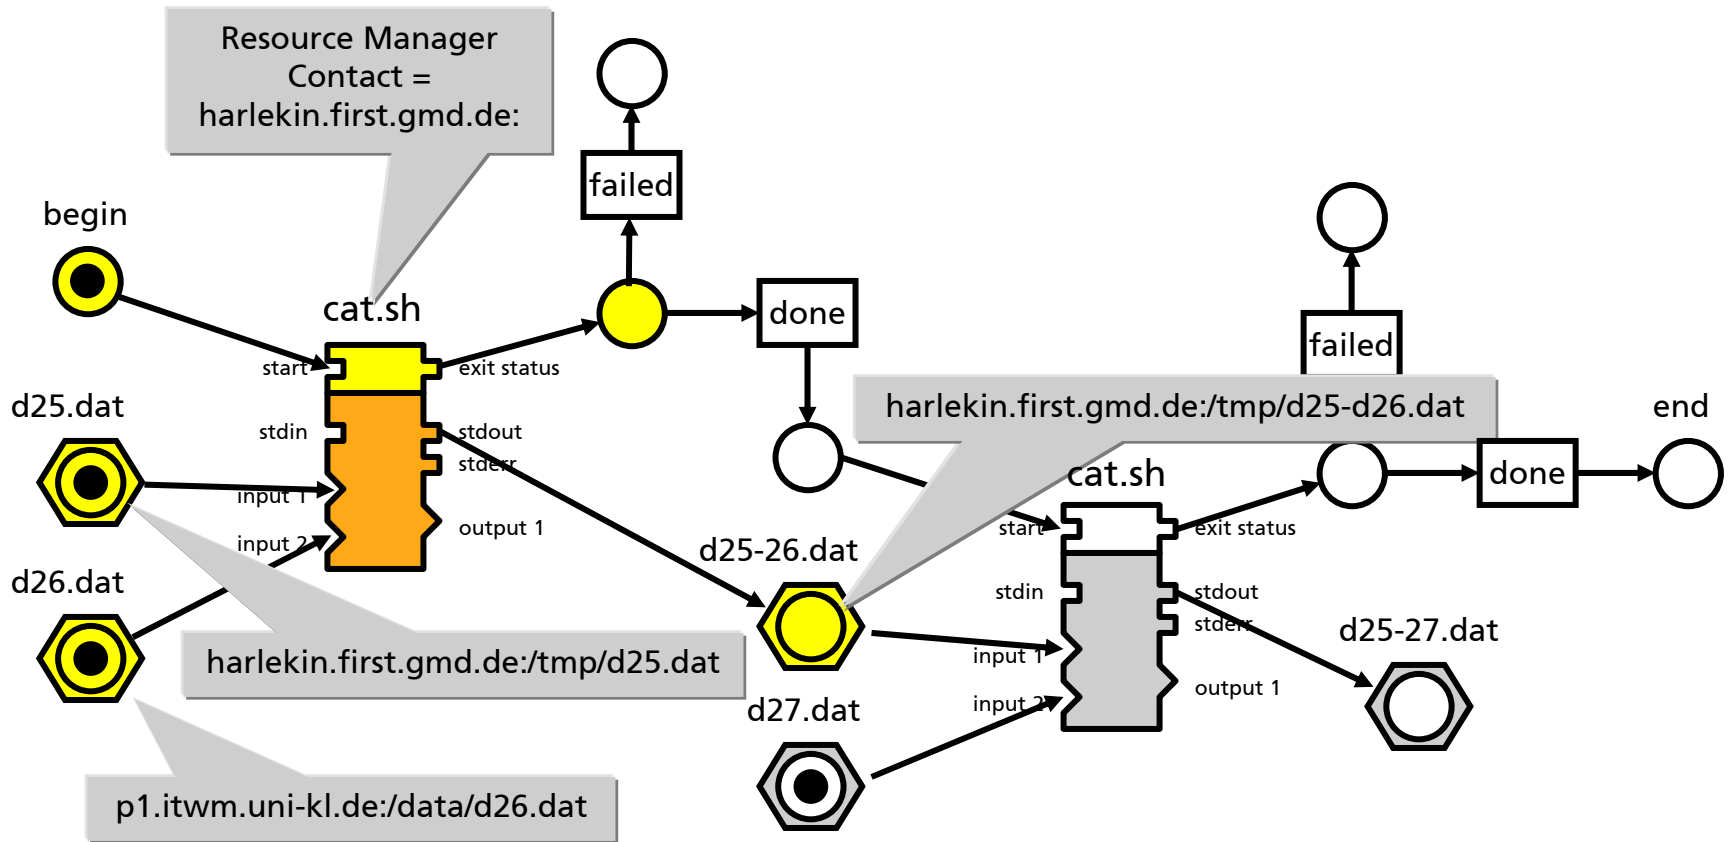 Resource Manager
Contact =
harlekin.first.gmd.de:
failed
begin
cat.sh
done
failed
start
exit status
d25.dat
harlekin.first.gmd.de:/tmp/d25-d26.dat
end
stdin
stdout
stderr
cat.sh
done
input 1
output 1
start
exit status
input 2
d25-26.dat
d26.dat
stdin
stdout
stderr
d25-27.dat
harlekin.first.gmd.de:/tmp/d25.dat
input 1
output 1
input 2
d27.dat
p1.itwm.uni-kl.de:/data/d26.dat